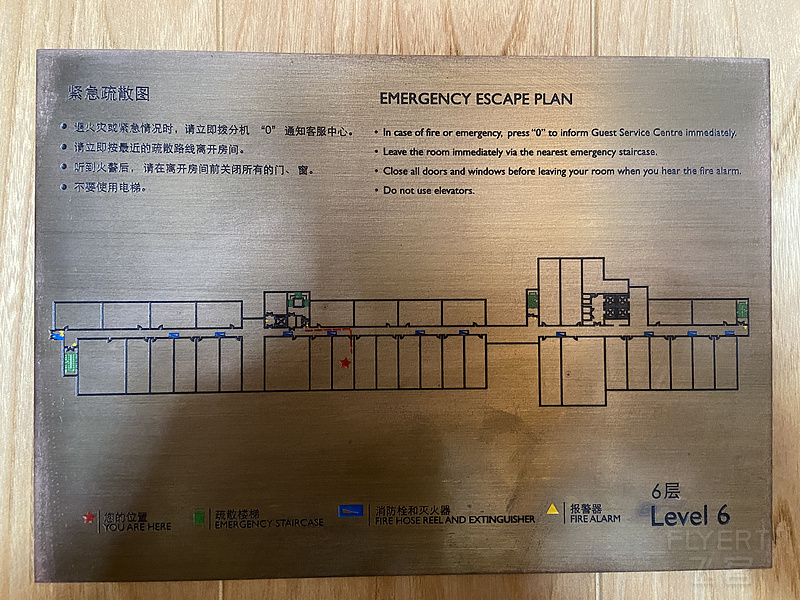 紧急疏散图
• 遇火灾或紧急情况时，请立即拨分机 “0” 通知客服中心。
• 请立即按最近的疏散路线离开房间。
• 听到火警后，请在离开房间前关闭所有的门、窗。
• 不要使用电梯。
EMERGENCY ESCAPE PLAN
• In case of fire or emergency, press "0" to inform Guest Service Centre immediately.
• Leave the room immediately via the nearest emergency staircase.
• Close all doors and windows before leaving your room when you hear the fire alarm.
• Do not use elevators.
您的位置
YOU ARE HERE
疏散楼梯
EMERGENCY STAIRCASE
消防栓和灭火器
FIRE HOSE REEL AND EXTINGUISHER
报警器
FIRE ALARM
6层
Level 6
FLYERT